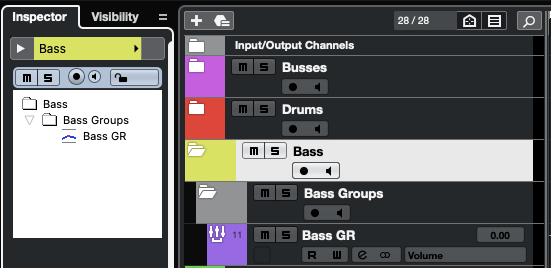 Inspector
Visibility
Bass
m S
Bass
Bass Groups
Bass GR
28 / 28
Input/Output Channels
m S
Busses
m S
Drums
m S
Bass
m S
Bass Groups
11
m S
Bass GR
0.00
R W e
Volume